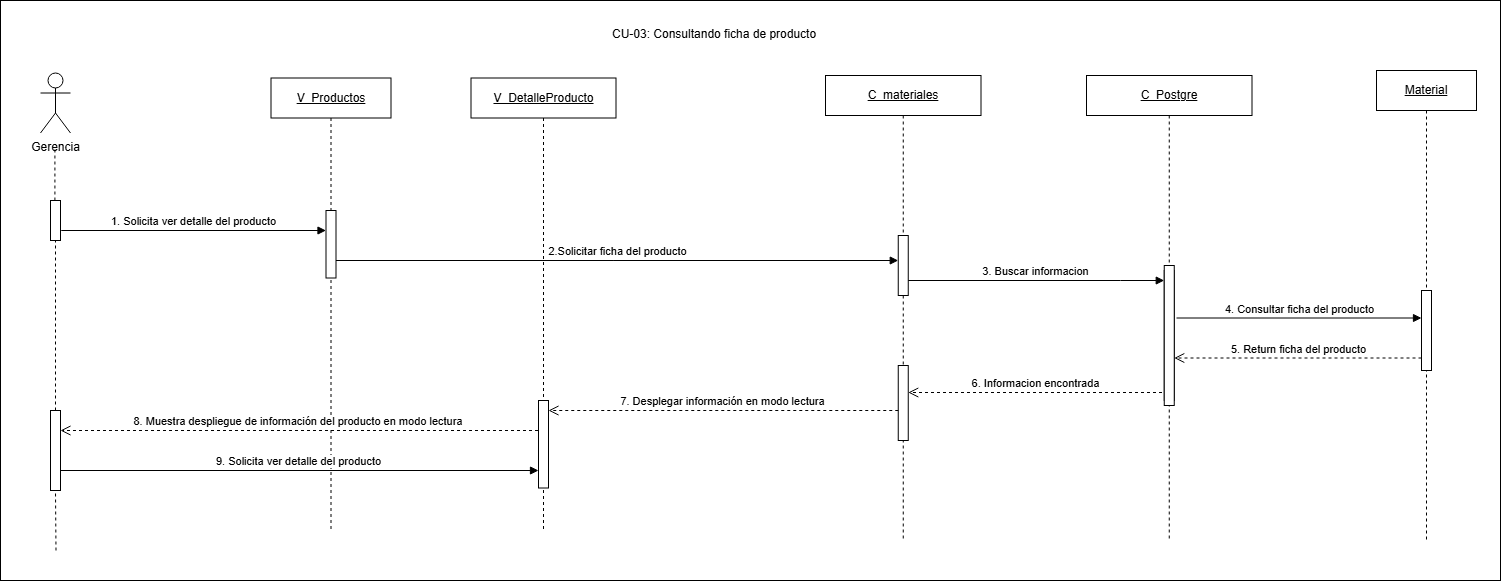 CU-03: Consultando ficha de producto
V_Productos
V_DetalleProducto
C_materiales
C_Postgre
Material
Gerencia
1. Solicita ver detalle del producto
2.Solicitar ficha del producto
3. Buscar informacion
4. Consultar ficha del producto
5. Return ficha del producto
6. Informacion encontrada
7. Desplegar información en modo lectura
8. Muestra despliegue de información del producto en modo lectura
9. Solicita ver detalle del producto